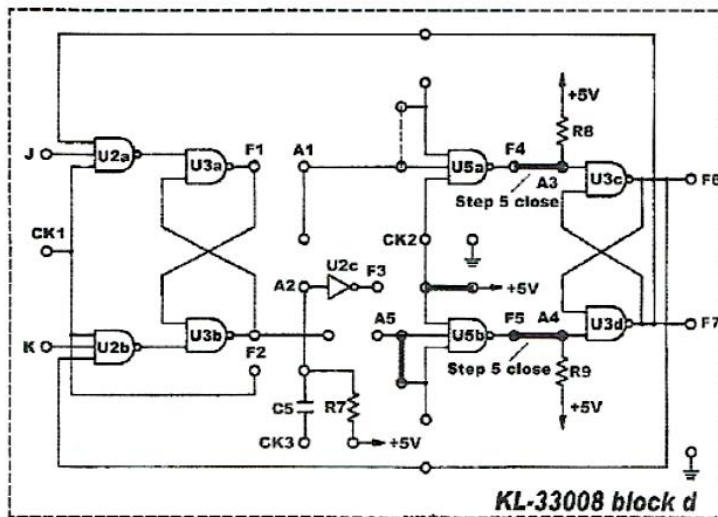 +5V
R8
J
U2a
U3a
F1
A1
U5a
F4
A3
U3c
F6
Step 5 close
CK1
CK2
U2c
A2
F3
+5V
K
U2b
U3b
F2
A5
U5b
F5
A4
U3d
F7
Step 5 close
C5
R7
R9
CK3
+5V
+5V
KL-33008 block d